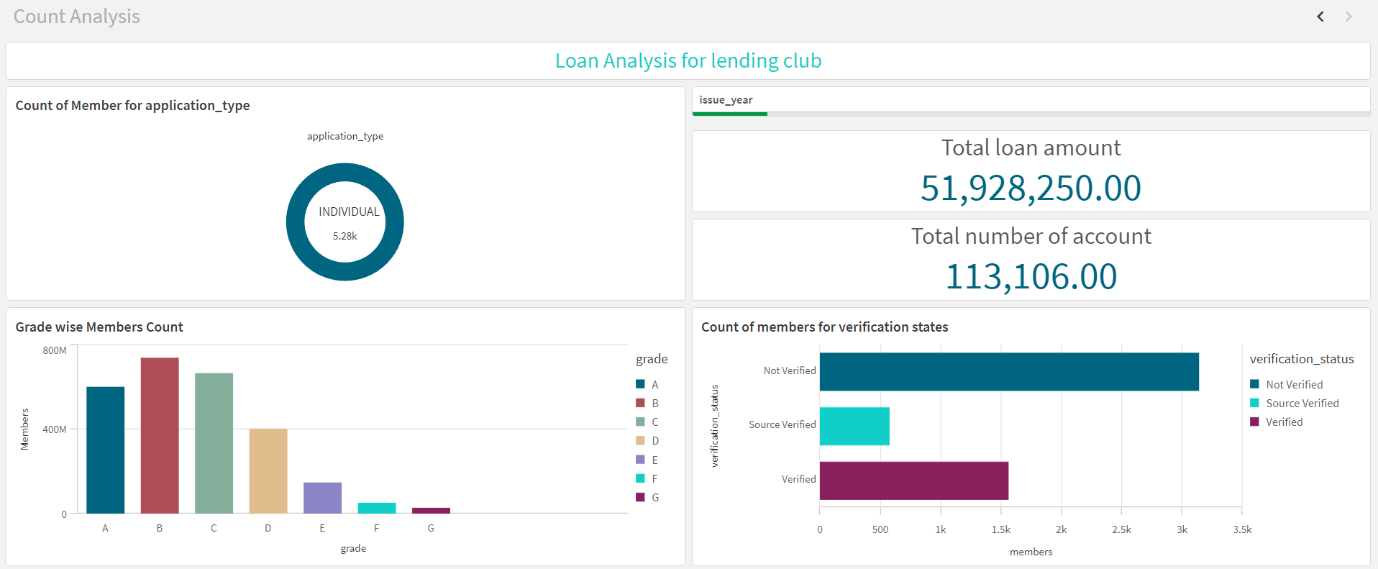 Count Analysis
Loan Analysis for lending club
Count of Member for application_type
application_type
INDIVIDUAL
5.28k
issue_year
Total loan amount
51,928,250.00
Total number of account
113,106.00
Grade wise Members Count
800M
400M
0
Members
A B C D E F G
grade
grade
A
B
C
D
E
F
G
Count of members for verification states
verification_status
Not Verified
Source Verified
Verified
0 500 1k 1.5k 2k 2.5k 3k 3.5k
members
verification_status
Not Verified
Source Verified
Verified